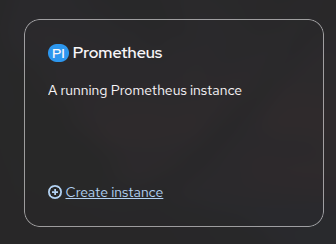 PI Prometheus
A running Prometheus instance
Create instance